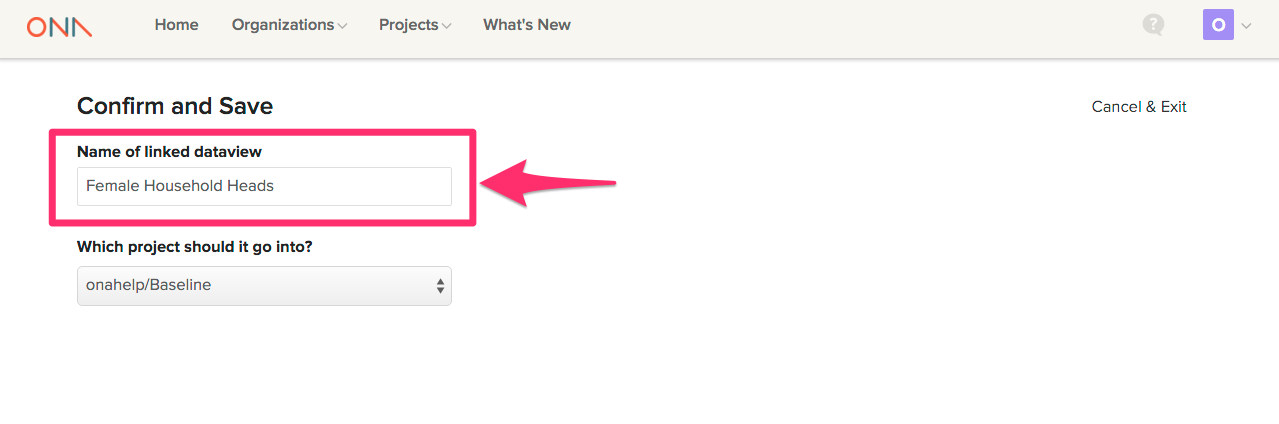 ONA Home Organizations Projects What's New ? O
Confirm and Save Cancel & Exit
Name of linked dataview
Female Household Heads
Which project should it go into?
onahelp/Baseline